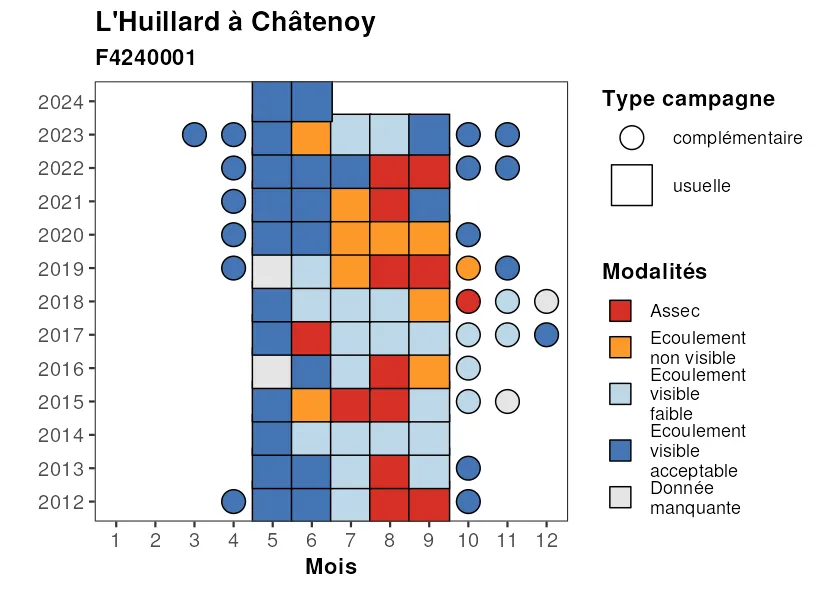 L'Huillard à Châtenoy
F4240001
2024
2023
2022
2021
2020
2019
2018
2017
2016
2015
2014
2013
2012
1 2 3 4 5 6 7 8 9 10 11 12
Mois
Type campagne
complémentaire
usuelle
Modalités
Assec
Ecoulement
non visible
Ecoulement
visible
faible
Ecoulement
visible
acceptable
Donnée
manquante